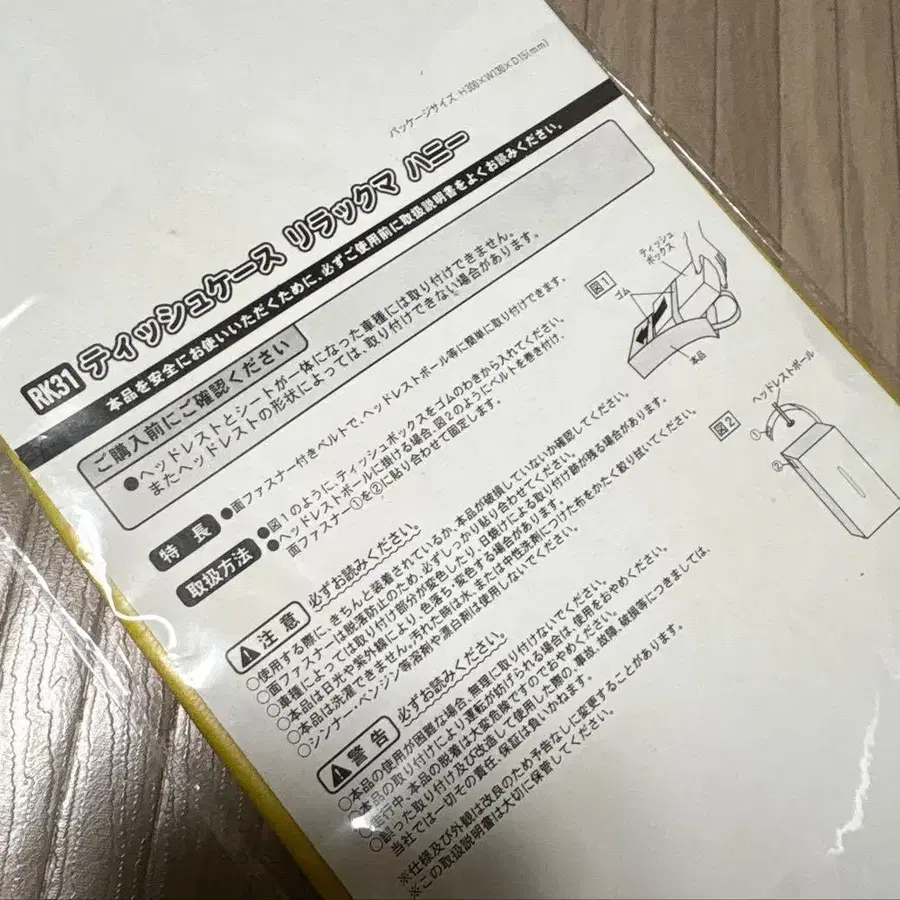 パッケージサイズ：H300×W130×D15(mm)
RK31 ティッシュケース リラックマ ハニー
本品を安全にお使いいただくために、必ずご使用前に取扱説明書をよくお読みください。
ご購入前にご確認ください
●ヘッドレストとシートが一体になった車種には取り付けできません。
またヘッドレストの形状によっては、取り付けできない場合があります。
特長
●面ファスナー付きベルトで、ヘッドレストポール等に簡単に取り付けできます。
取扱方法
●図1のように、ティッシュボックスをゴムのわきから入れてください。
●ヘッドレストポールに掛ける場合、図2のようにベルトを巻き付け、
面ファスナー①を②に貼り合わせて固定します。
図1
ティッシュ
ボックス
ゴム
本品
図2
ヘッドレストポール
①
②
注意 必ずお読みください。
○使用する際に、きちんと装着されているか、本品が破損していないか確認してください。
○面ファスナーは脱落防止のため、必ずしっかり貼り合わせてください。
○車種によっては取り付け部分が変色したり、日焼けによる取り付け跡が残る場合があります。
○本品は日光や紫外線により、色落ち、変色する場合があります。
○本品は洗濯できません。汚れた時は水、または中性洗剤につけた布をかたく絞り拭いてください。
○シンナー・ベンジン等溶剤や漂白剤は使用しないでください。
警告 必ずお読みください。
○本品の使用が困難な場合、無理に取り付けないでください。
○本品の取り付けにより運転が妨げられる場合は、使用をおやめください。
○走行中、本品の脱着は大変危険ですのでおやめください。
○誤った取り付け及び改造して使用した際の、事故、故障、破損等につきましては、
当社では一切その責任、保証は負いかねます。
※仕様及び外観は改良のため予告なしに変更することがあります。
※この取扱説明書は大切に保管してください。